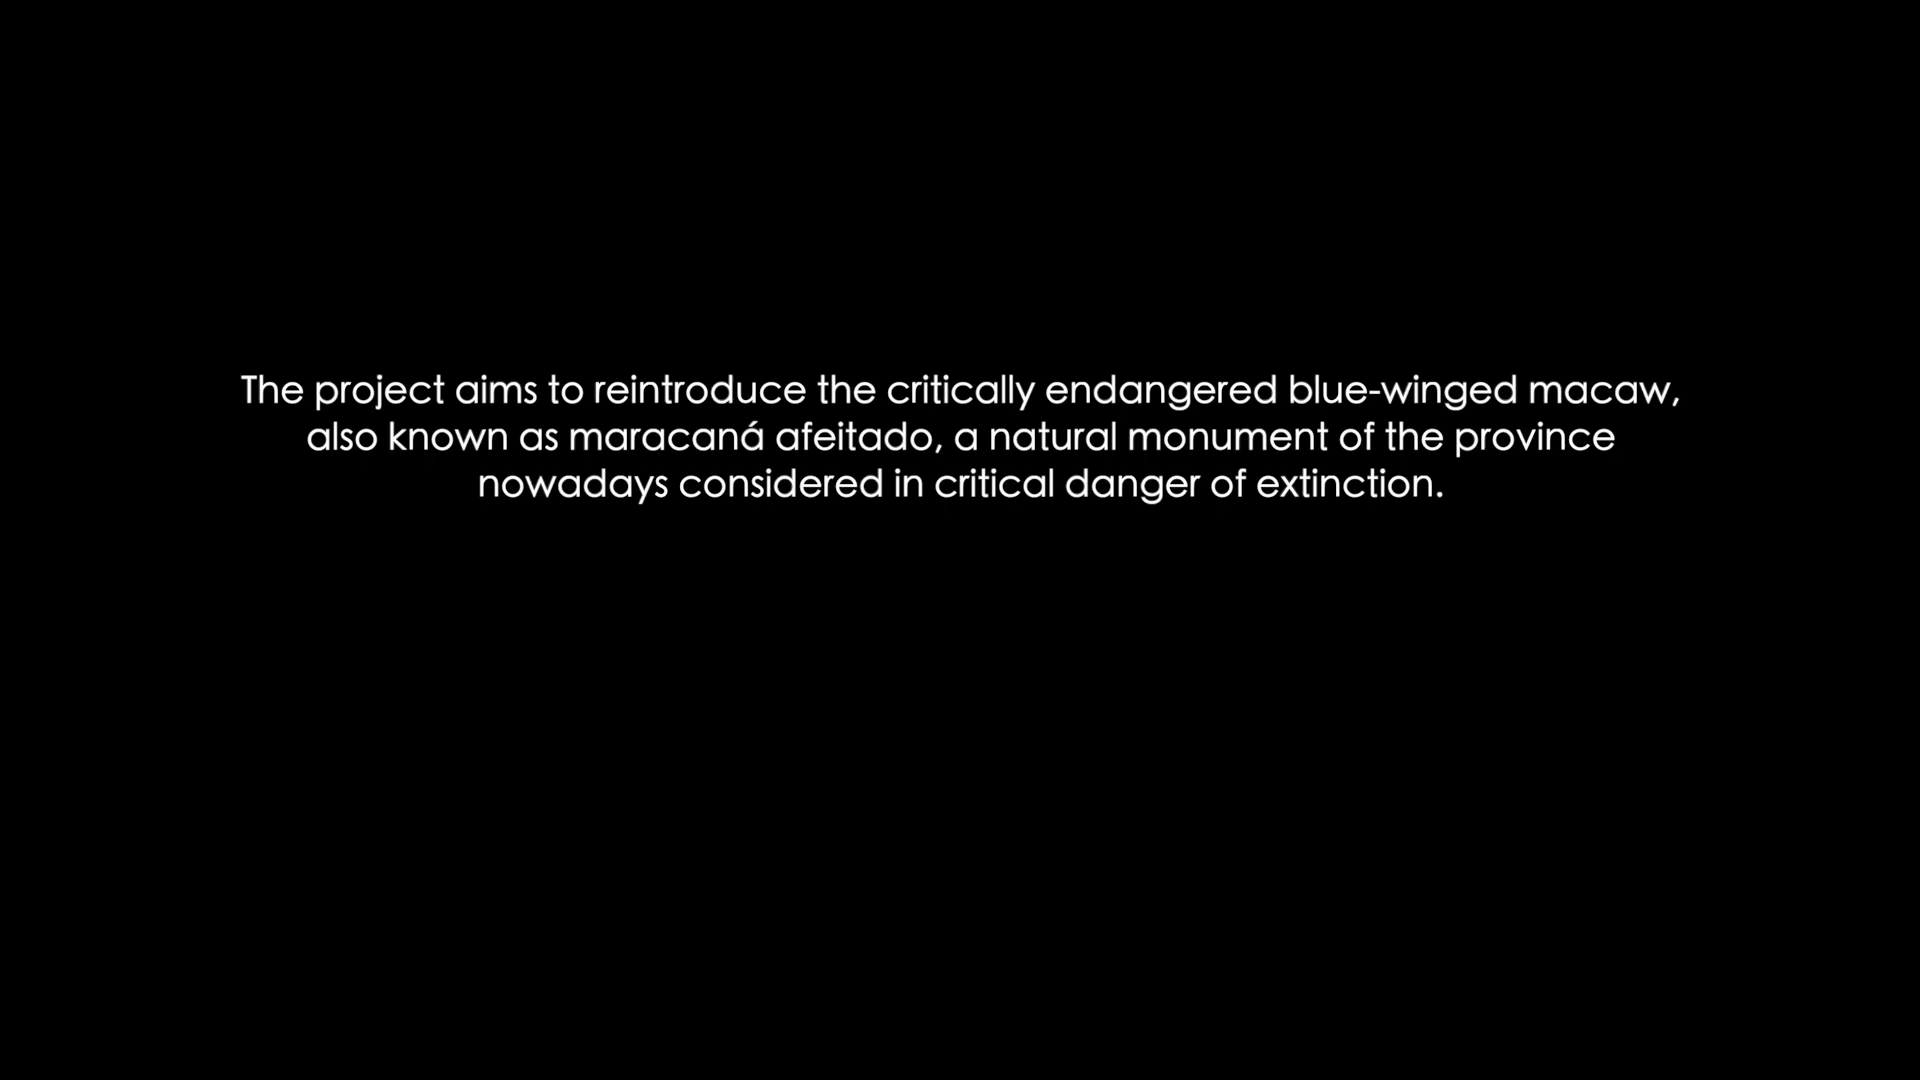 The project aims to reintroduce the critically endangered blue-winged macaw,
also known as maracaná afeitado, a natural monument of the province
nowadays considered in critical danger of extinction.